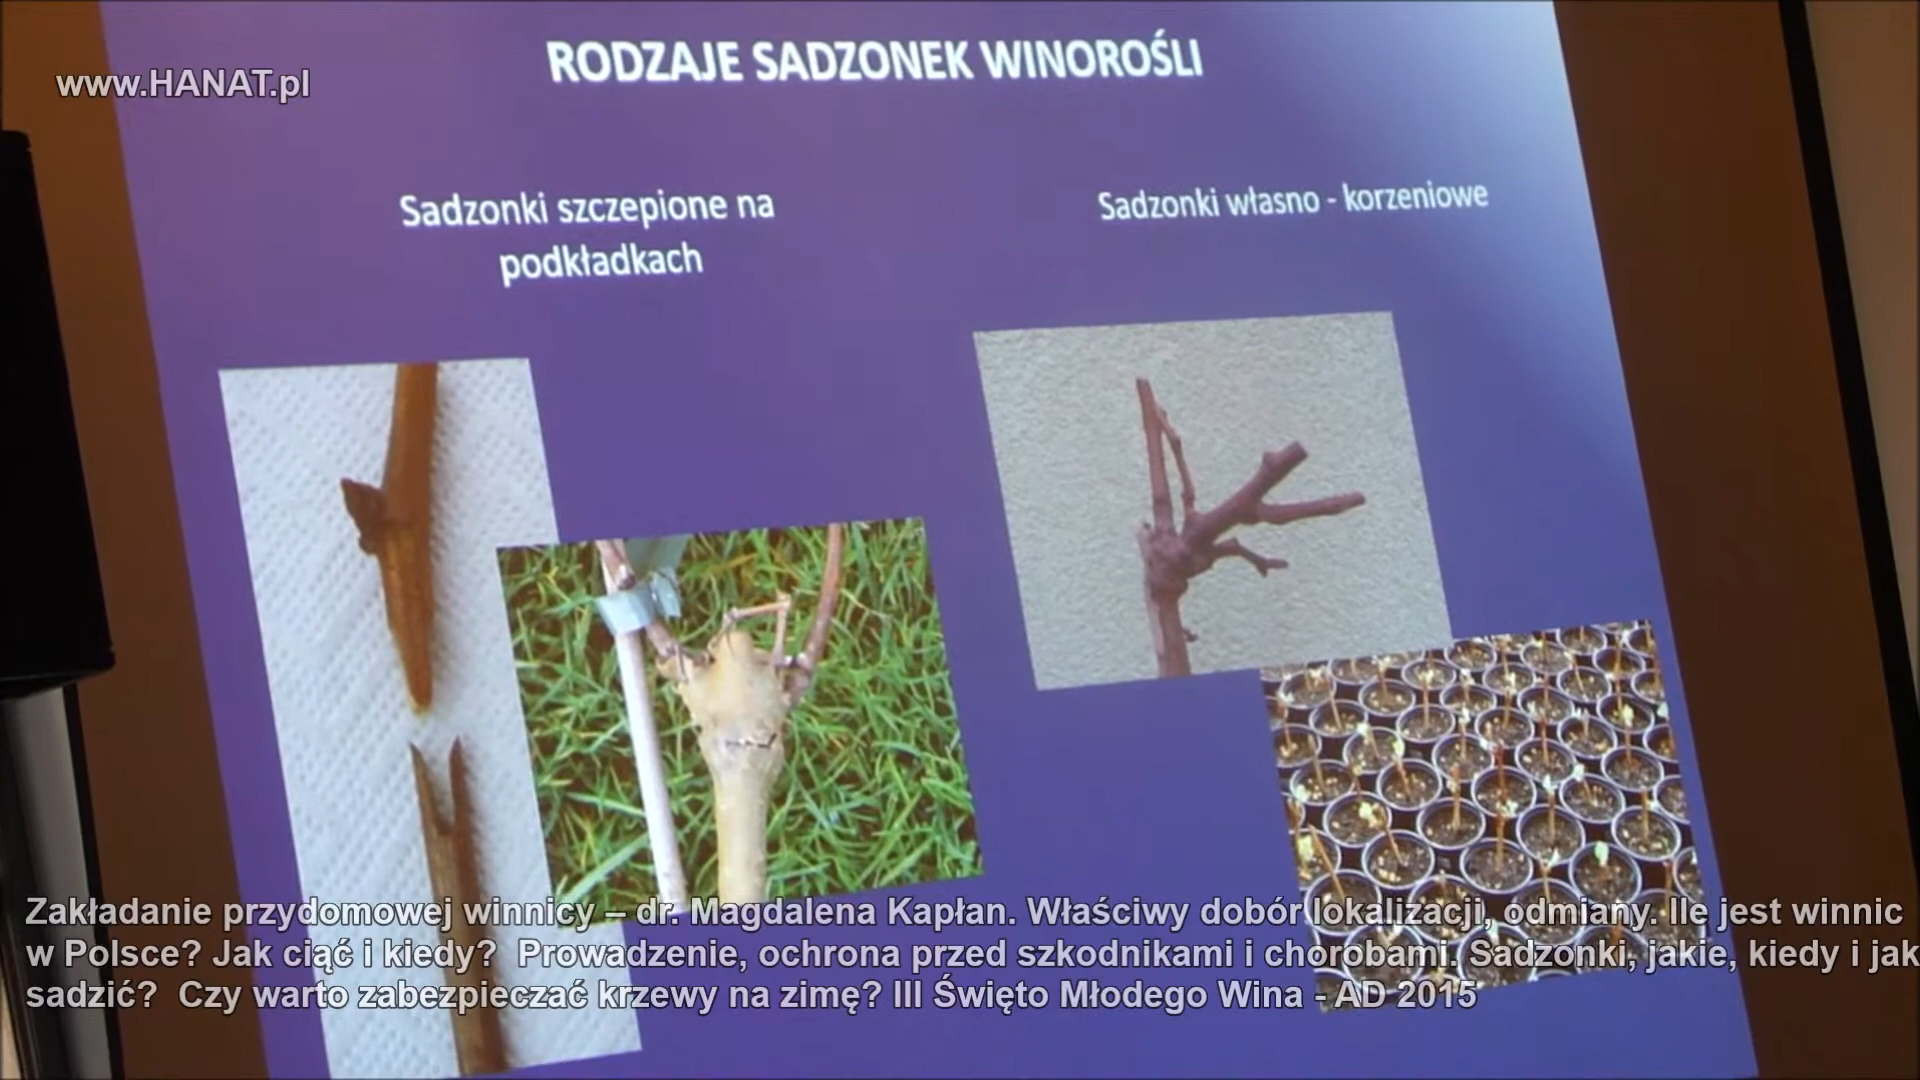 www.HANAT.pl
RODZAJE SADZONEK WINOROŚLI
Sadzonki szczepione na
podkładkach
Sadzonki własno - korzeniowe
Zakładanie przydomowej winnicy – dr. Magdalena Kapłan. Właściwy dobór lokalizacji, odmiany. Ile jest winnic
w Polsce? Jak ciąć i kiedy? Prowadzenie, ochrona przed szkodnikami i chorobami. Sadzonki, jakie, kiedy i jak
sadzić? Czy warto zabezpieczać krzewy na zimę? III Święto Młodego Wina - AD 2015